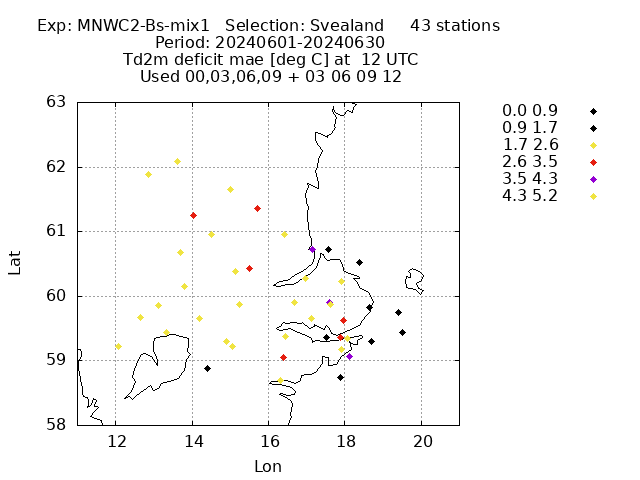 Exp: MNWC2-Bs-mix1   Selection: Svealand     43 stations
Period: 20240601-20240630
Td2m deficit mae [deg C] at  12 UTC
Used 00,03,06,09 + 03 06 09 12
0.0 0.9
0.9 1.7
1.7 2.6
2.6 3.5
3.5 4.3
4.3 5.2
63
62
61
60
59
58
Lat
12 14 16 18 20
Lon